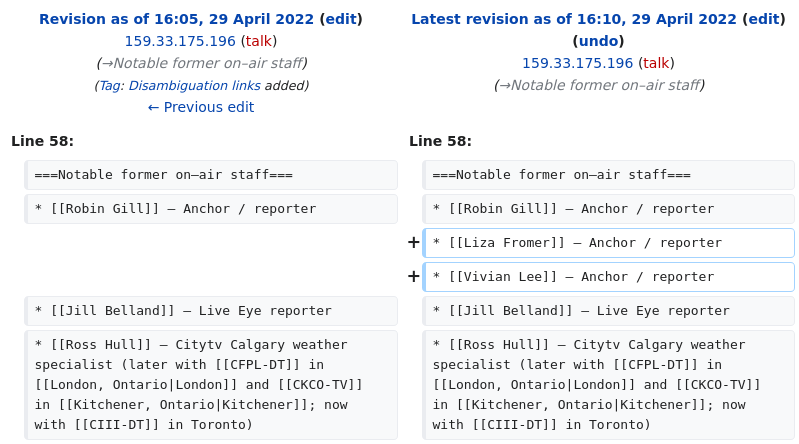 Revision as of 16:05, 29 April 2022 (edit)
159.33.175.196 (talk)
(→Notable former on–air staff)
(Tag: Disambiguation links added)
← Previous edit
Latest revision as of 16:10, 29 April 2022 (edit)
(undo)
159.33.175.196 (talk)
(→Notable former on–air staff)
Line 58:
===Notable former on–air staff===
* [[Robin Gill]] – Anchor / reporter
* [[Jill Belland]] – Live Eye reporter
* [[Ross Hull]] – Citytv Calgary weather
specialist (later with [[CFPL-DT]] in
[[London, Ontario|London]] and [[CKCO-TV]]
in [[Kitchener, Ontario|Kitchener]]; now
with [[CIII-DT]] in Toronto)
Line 58:
===Notable former on–air staff===
* [[Robin Gill]] – Anchor / reporter
+ * [[Liza Fromer]] – Anchor / reporter
+ * [[Vivian Lee]] – Anchor / reporter
* [[Jill Belland]] – Live Eye reporter
* [[Ross Hull]] – Citytv Calgary weather
specialist (later with [[CFPL-DT]] in
[[London, Ontario|London]] and [[CKCO-TV]]
in [[Kitchener, Ontario|Kitchener]]; now
with [[CIII-DT]] in Toronto)